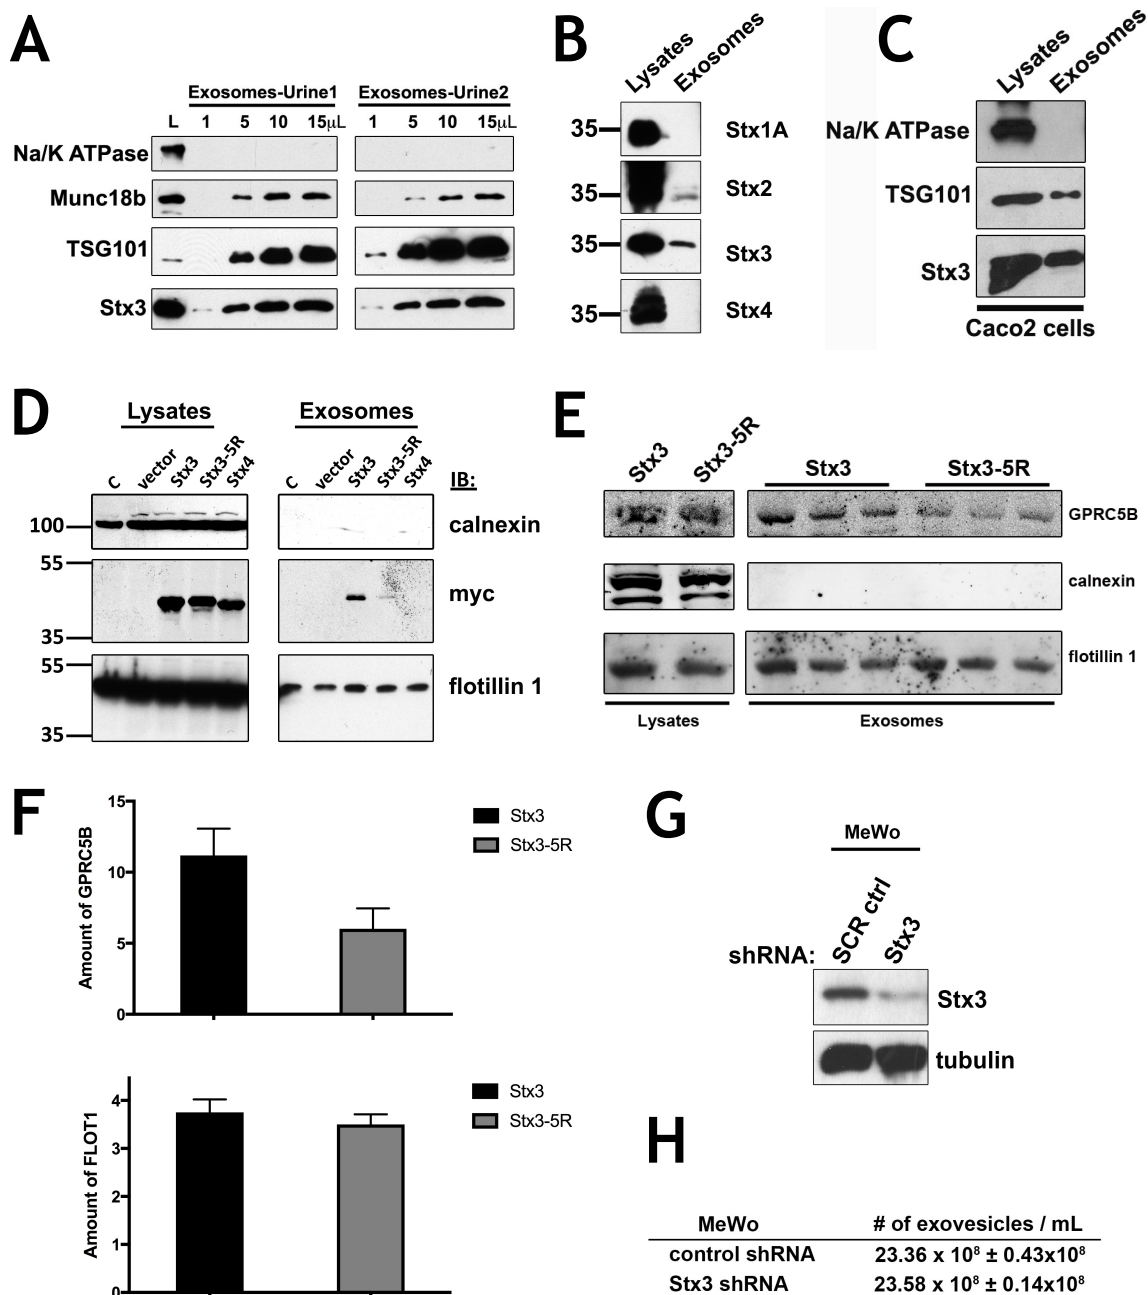 A
Exosomes-Urine1 Exosomes-Urine2
L 1 5 10 15µL 1 5 10 15µL
Na/K ATPase
Munc18b
TSG101
Stx3
B
Lysates Exosomes
35 Stx1A
35 Stx2
35 Stx3
35 Stx4
C
Lysates Exosomes
Na/K ATPase
TSG101
Stx3
Caco2 cells
D
Lysates Exosomes
C vector Stx3 Stx3-5R Stx4 C vector Stx3 Stx3-5R Stx4 IB:
100 calnexin
55
myc
35
55
flotillin 1
35
E
Stx3 Stx3-5R Stx3 Stx3-5R
GPRC5B
calnexin
flotillin 1
Lysates Exosomes
F
Amount of GPRC5B
15
10
5
0
Stx3
Stx3-5R
Amount of FLOT1
4
3
2
1
0
Stx3
Stx3-5R
G
MeWo
shRNA: SCR ctrl Stx3
Stx3
tubulin
H
MeWo # of exovesicles / mL
control shRNA 23.36 x 10⁸ ± 0.43x10⁸
Stx3 shRNA 23.58 x 10⁸ ± 0.14x10⁸